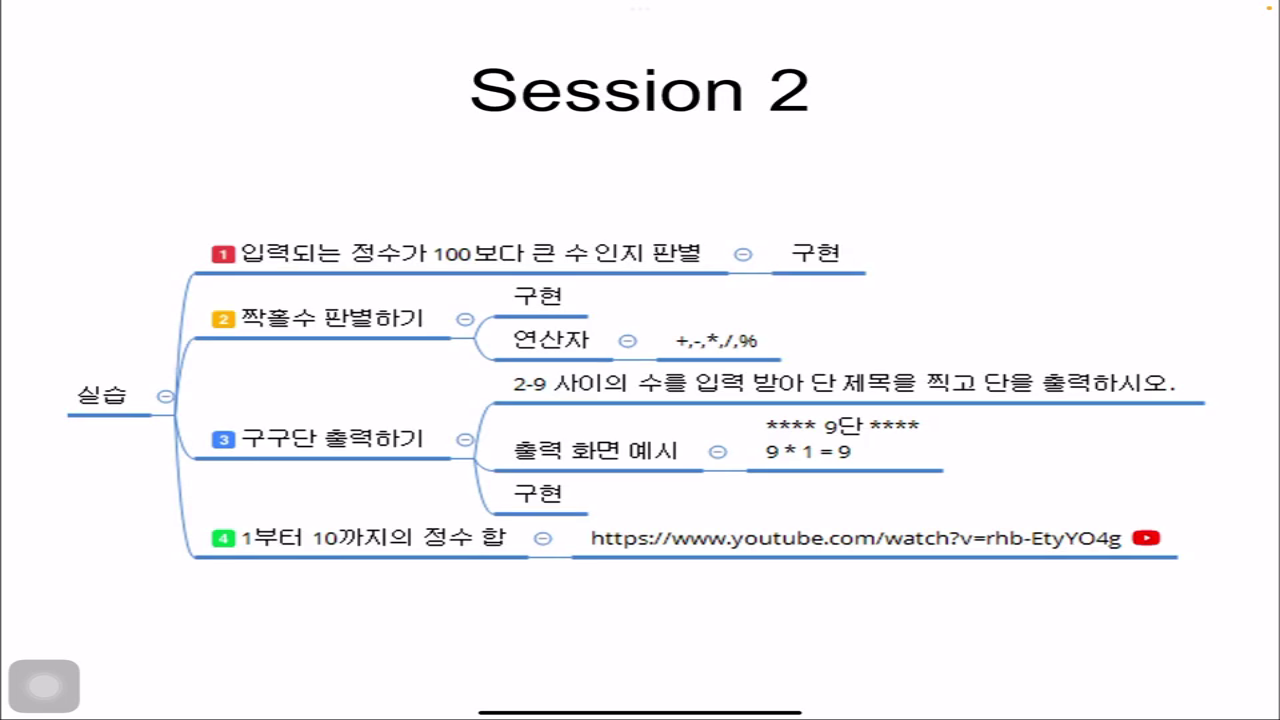 Session 2
1 입력되는 정수가 100보다 큰 수 인지 판별
구현
2 짝홀수 판별하기
구현
연산자
+,-,*,/,%
실습
3 구구단 출력하기
2-9 사이의 수를 입력 받아 단 제목을 찍고 단을 출력하시오.
출력 화면 예시
**** 9단 ****
9 * 1 = 9
구현
4 1부터 10까지의 정수 합
https://www.youtube.com/watch?v=rhb-EtyYO4g